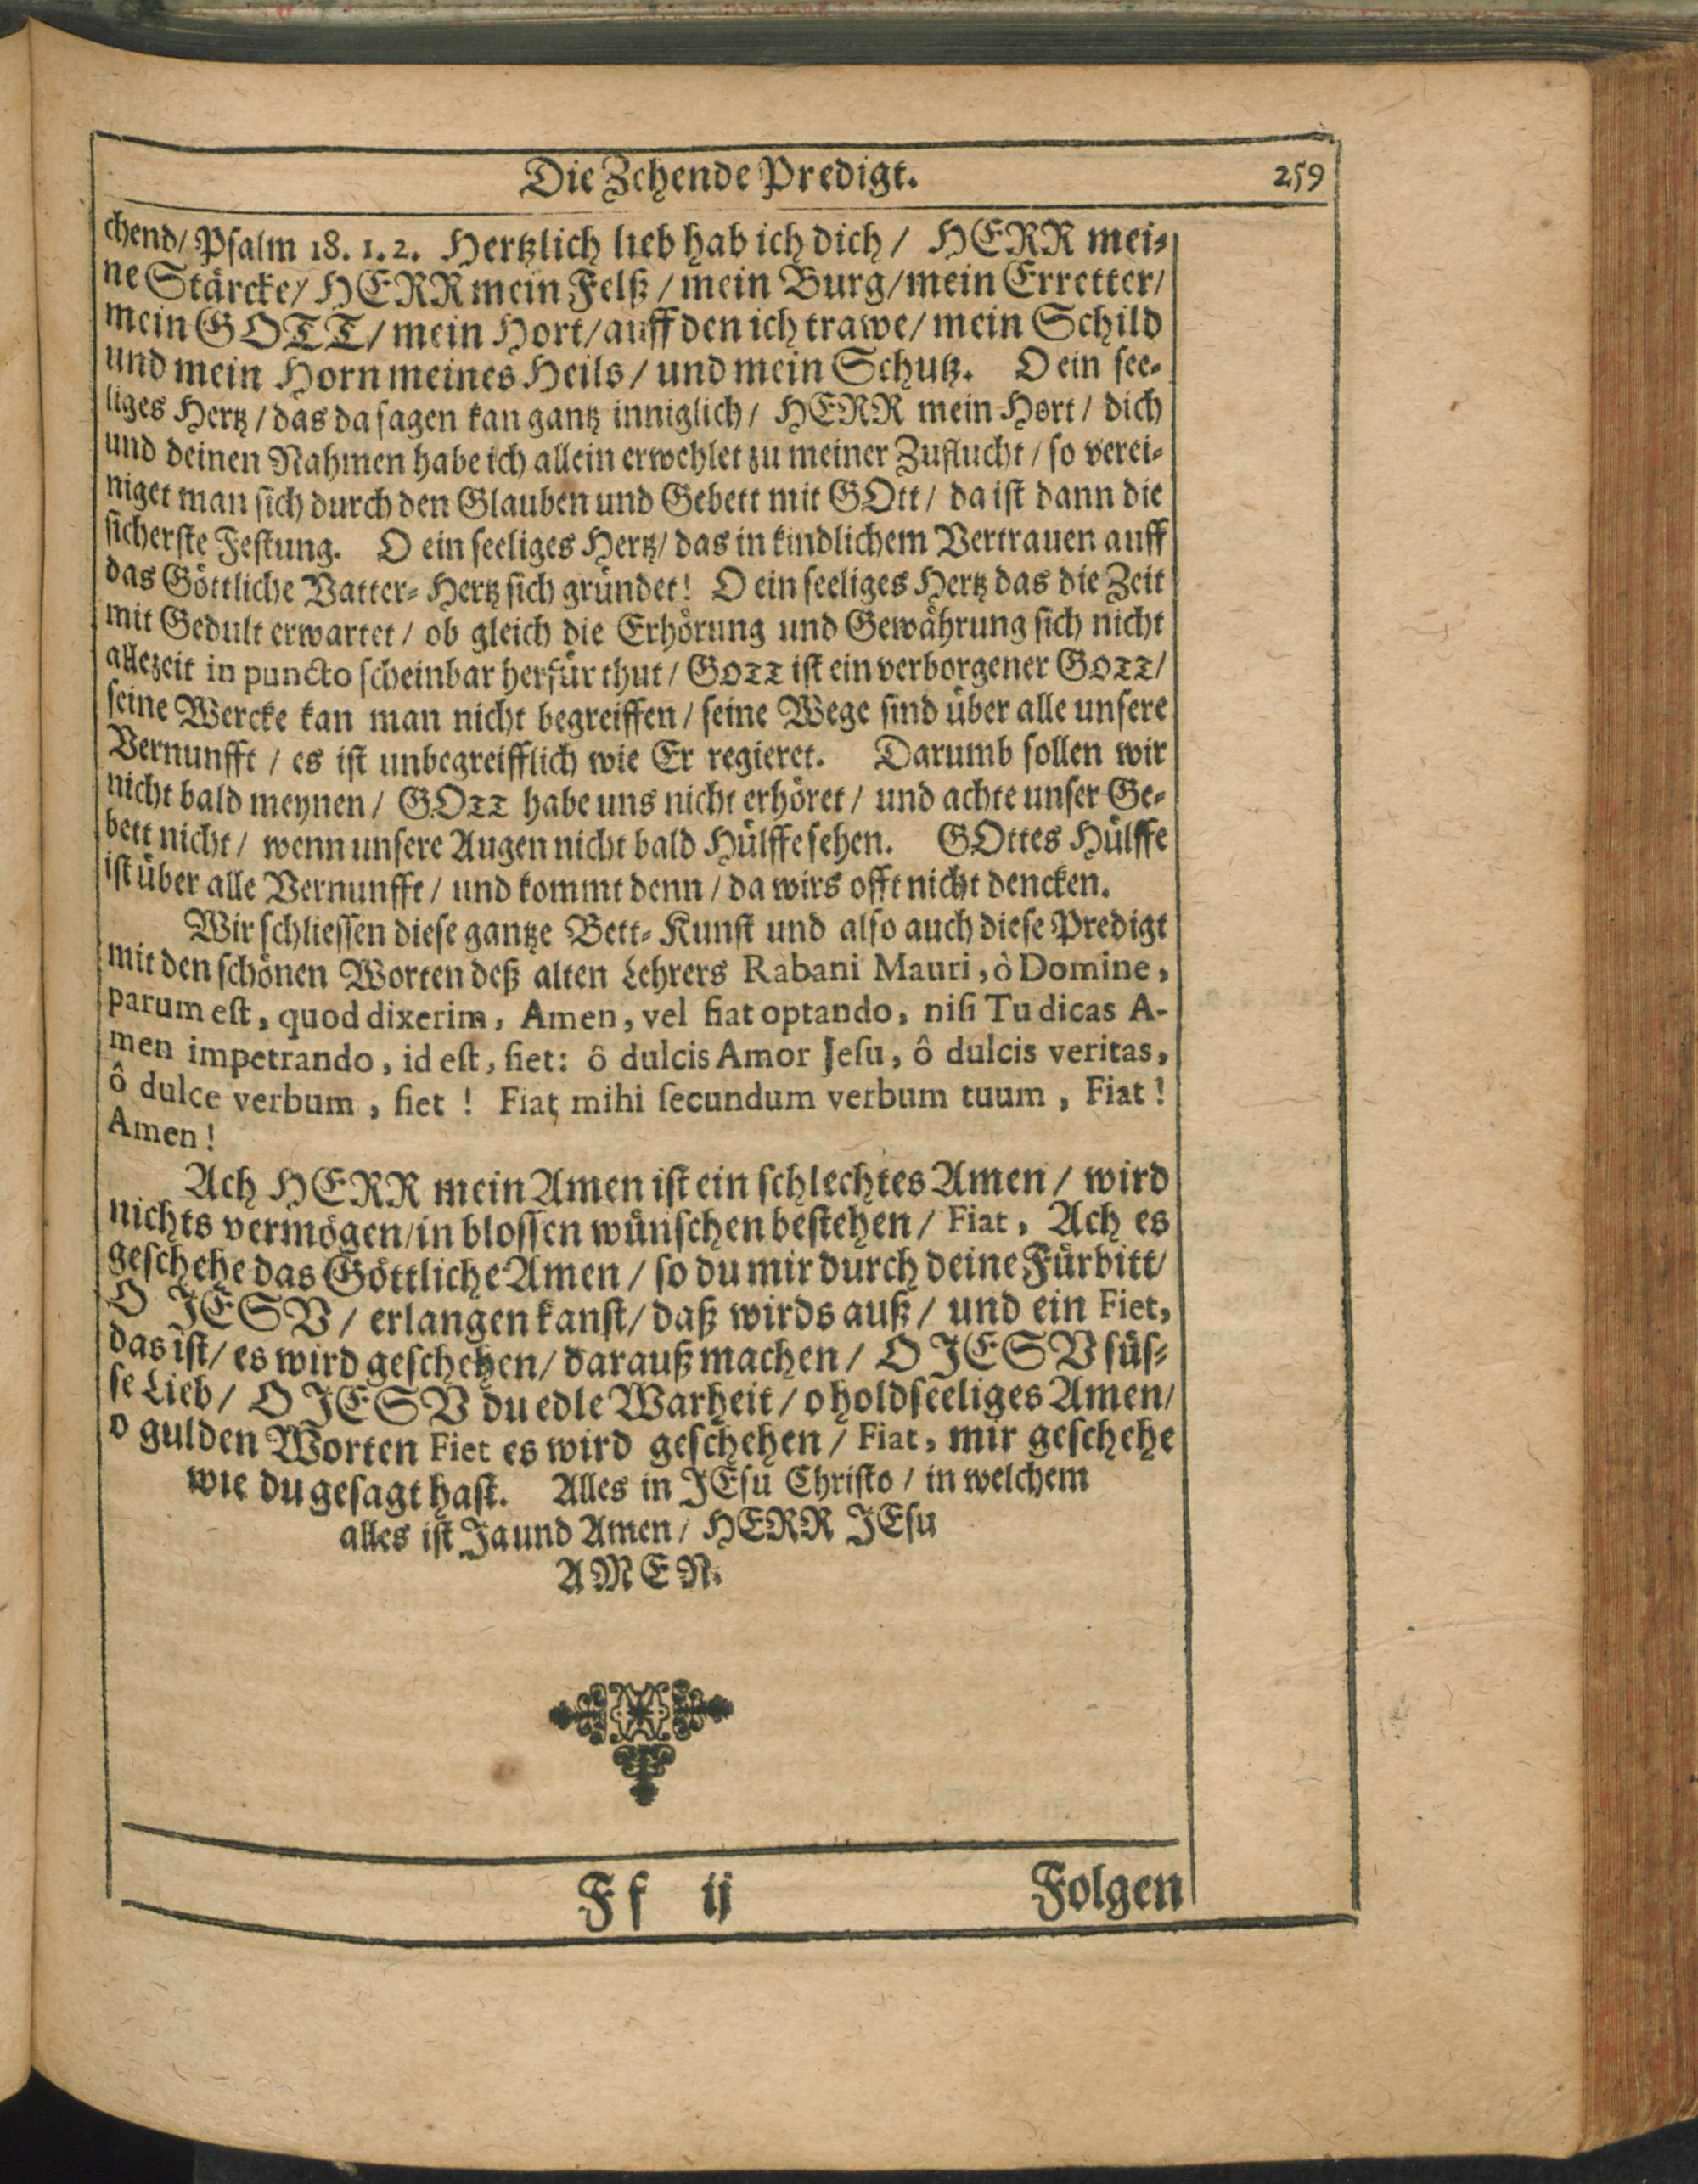 Die Zehende Predigt. 259
chend/ Psalm 18. 1. 2. Hertzlich lieb hab ich dich / HERR mei-
ne Stärcke/ HERR mein Felß / mein Burg/mein Erretter/
mein GOTT/ mein Hort/auff den ich trawe/ mein Schild
und mein Horn meines Heils / und mein Schutz. O ein see-
liges Hertz / das da sagen kan gantz inniglich / HERR mein Hort / dich
und deinen Nahmen habe ich allein erwehlet zu meiner Zuflucht / so verei-
niget man sich durch den Glauben und Gebett mit GOtt / da ist dann die
sicherste Festung. O ein seeliges Hertz/ das in kindlichem Vertrauen auff
das Göttliche Vatter-Hertz sich gründet! O ein seeliges Hertz das die Zeit
mit Gedult erwartet / ob gleich die Erhörung und Gewährung sich nicht
allezeit in puncto scheinbar herfür thut / GOTT ist ein verborgener GOTT/
seine Wercke kan man nicht begreiffen / seine Wege sind über alle unsere
Vernunfft / es ist unbegreifflich wie Er regieret. Darumb sollen wir
nicht bald meynen / GOTT habe uns nicht erhöret / und achte unser Ge-
bett nicht / wenn unsere Augen nicht bald Hülffe sehen. GOttes Hülffe
ist über alle Vernunfft / und kommt denn / da wirs offt nicht dencken.
Wir schliessen diese gantze Bett-Kunst und also auch diese Predigt
mit den schönen Worten deß alten Lehrers Rabani Mauri, ò Domine,
parum est, quod dixerim, Amen, vel fiat optando, nisi Tu dicas A-
men impetrando, id est, fiet: ô dulcis Amor Jesu, ô dulcis veritas,
ô dulce verbum, fiet ! Fiat mihi secundum verbum tuum, Fiat !
Amen !
Ach HERR mein Amen ist ein schlechtes Amen / wird
nichts vermögen/in blossen wünschen bestehen / Fiat, Ach es
geschehe das Göttliche Amen / so du mir durch deine Fürbitt/
O JESV / erlangen kanst/ daß wirds auß / und ein Fiet,
das ist/ es wird geschehen/ darauß machen / O JESV süs-
se Lieb / O JESV du edle Warheit / o holdseeliges Amen/
o gulden Worten Fiet es wird geschehen / Fiat, mir geschehe
wie du gesagt hast. Alles in JEsu Christo / in welchem
alles ist Ja und Amen / HERR JEsu
AMEN.
Ff ij Folgen